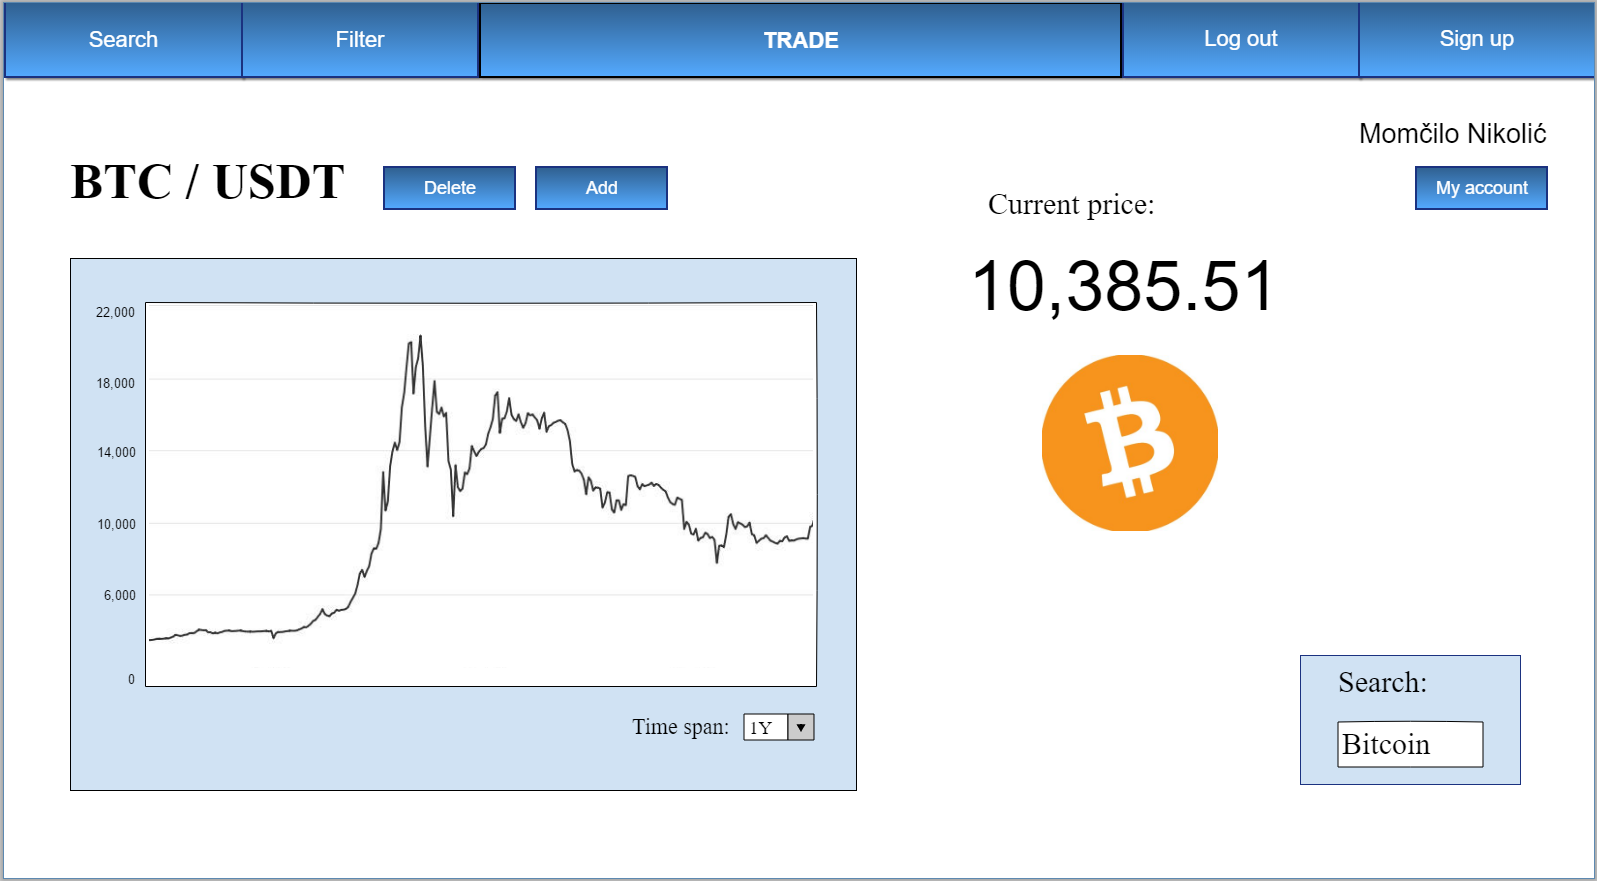 Search
Filter
TRADE
Log out
Sign up
Momčilo Nikolić
My account
BTC / USDT
Delete
Add
Current price:
10,385.51
22,000
18,000
14,000
10,000
6,000
0
Time span:
1Y
Search:
Bitcoin